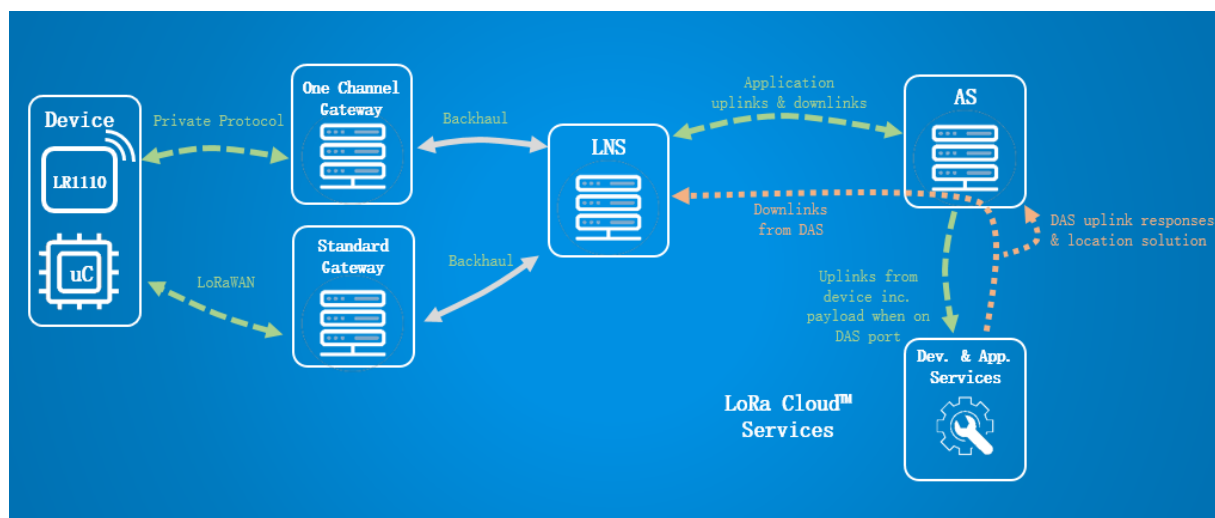 Device
LR1110
uC
Private Protocol
LoRaWAN
One Channel
Gateway
Standard
Gateway
Backhaul
Backhaul
LNS
Application
uplinks & downlinks
Downlinks
from DAS
AS
DAS uplink responses
& location solution
Uplinks from
device inc.
payload when on
DAS port
Dev. & App.
Services
LoRa Cloud™
Services